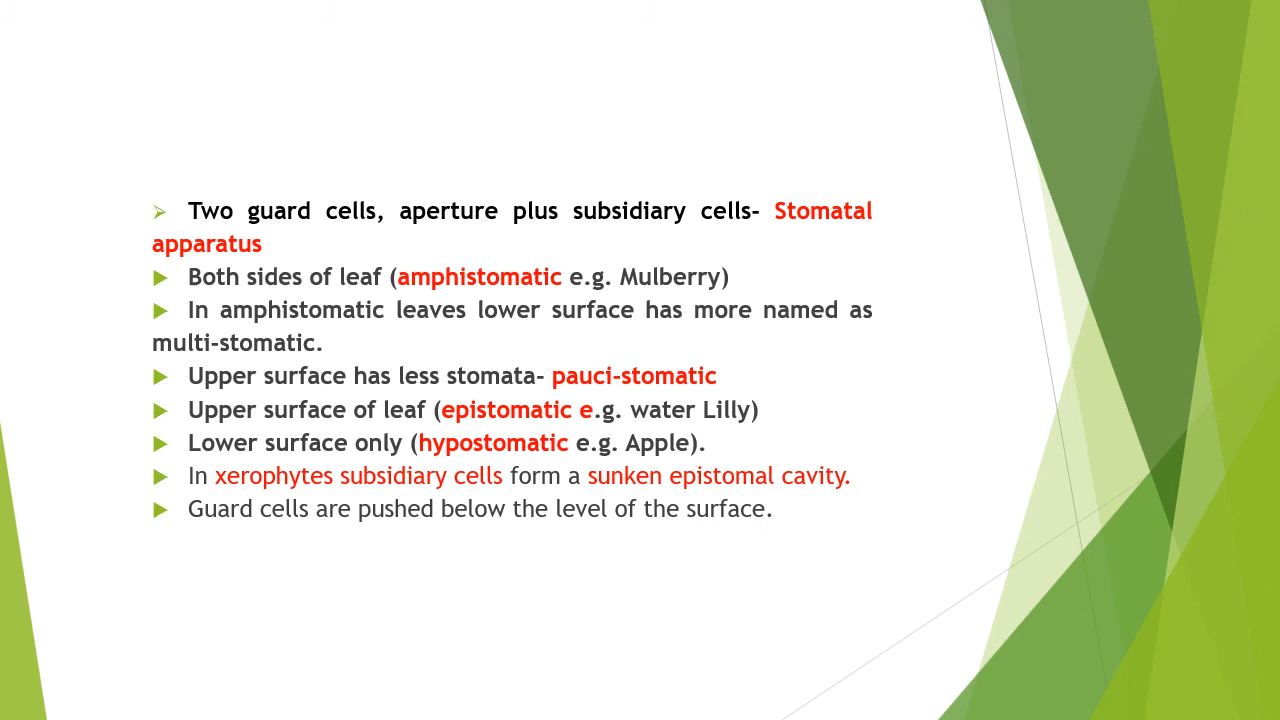 Two guard cells, aperture plus subsidiary cells- Stomatal
apparatus
Both sides of leaf (amphistomatic e.g. Mulberry)
In amphistomatic leaves lower surface has more named as
multi-stomatic.
Upper surface has less stomata- pauci-stomatic
Upper surface of leaf (epistomatic e.g. water Lilly)
Lower surface only (hypostomatic e.g. Apple).
In xerophytes subsidiary cells form a sunken epistomal cavity.
Guard cells are pushed below the level of the surface.